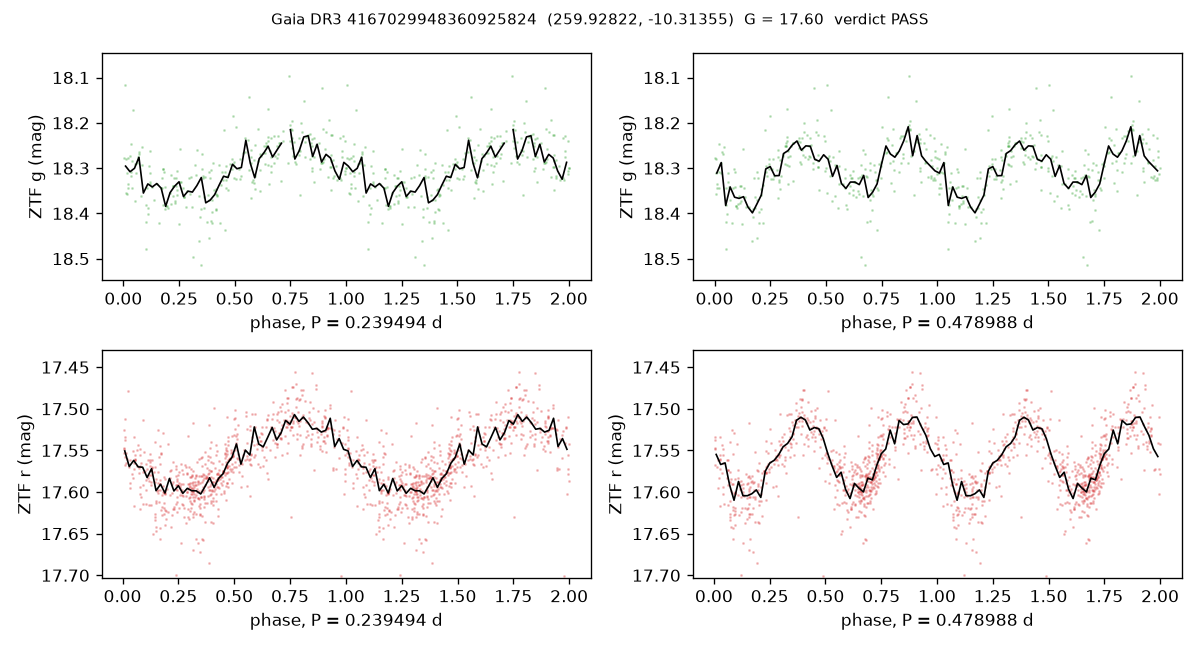 Gaia DR3 4167029948360925824 (259.92822, -10.31355) G = 17.60 verdict PASS
ZTF g (mag)
18.1
18.2
18.3
18.4
18.5
0.00 0.25 0.50 0.75 1.00 1.25 1.50 1.75 2.00
phase, P = 0.239494 d
ZTF g (mag)
18.1
18.2
18.3
18.4
18.5
0.00 0.25 0.50 0.75 1.00 1.25 1.50 1.75 2.00
phase, P = 0.478988 d
ZTF r (mag)
17.45
17.50
17.55
17.60
17.65
17.70
0.00 0.25 0.50 0.75 1.00 1.25 1.50 1.75 2.00
phase, P = 0.239494 d
ZTF r (mag)
17.45
17.50
17.55
17.60
17.65
17.70
0.00 0.25 0.50 0.75 1.00 1.25 1.50 1.75 2.00
phase, P = 0.478988 d